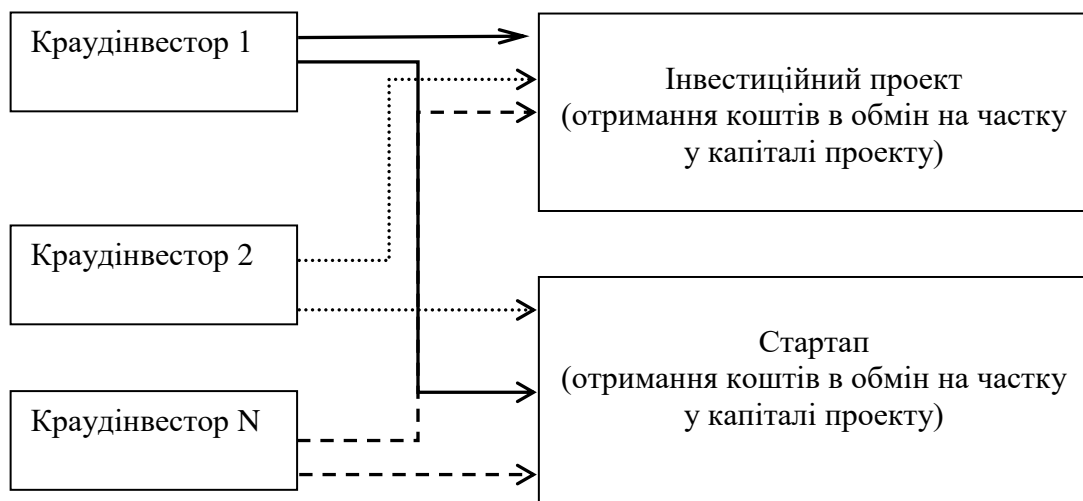 Краудінвестор 1
Інвестиційний проект
(отримання коштів в обмін на частку
у капіталі проекту)
Краудінвестор 2
Стартап
(отримання коштів в обмін на частку
у капіталі проекту)
Краудінвестор N